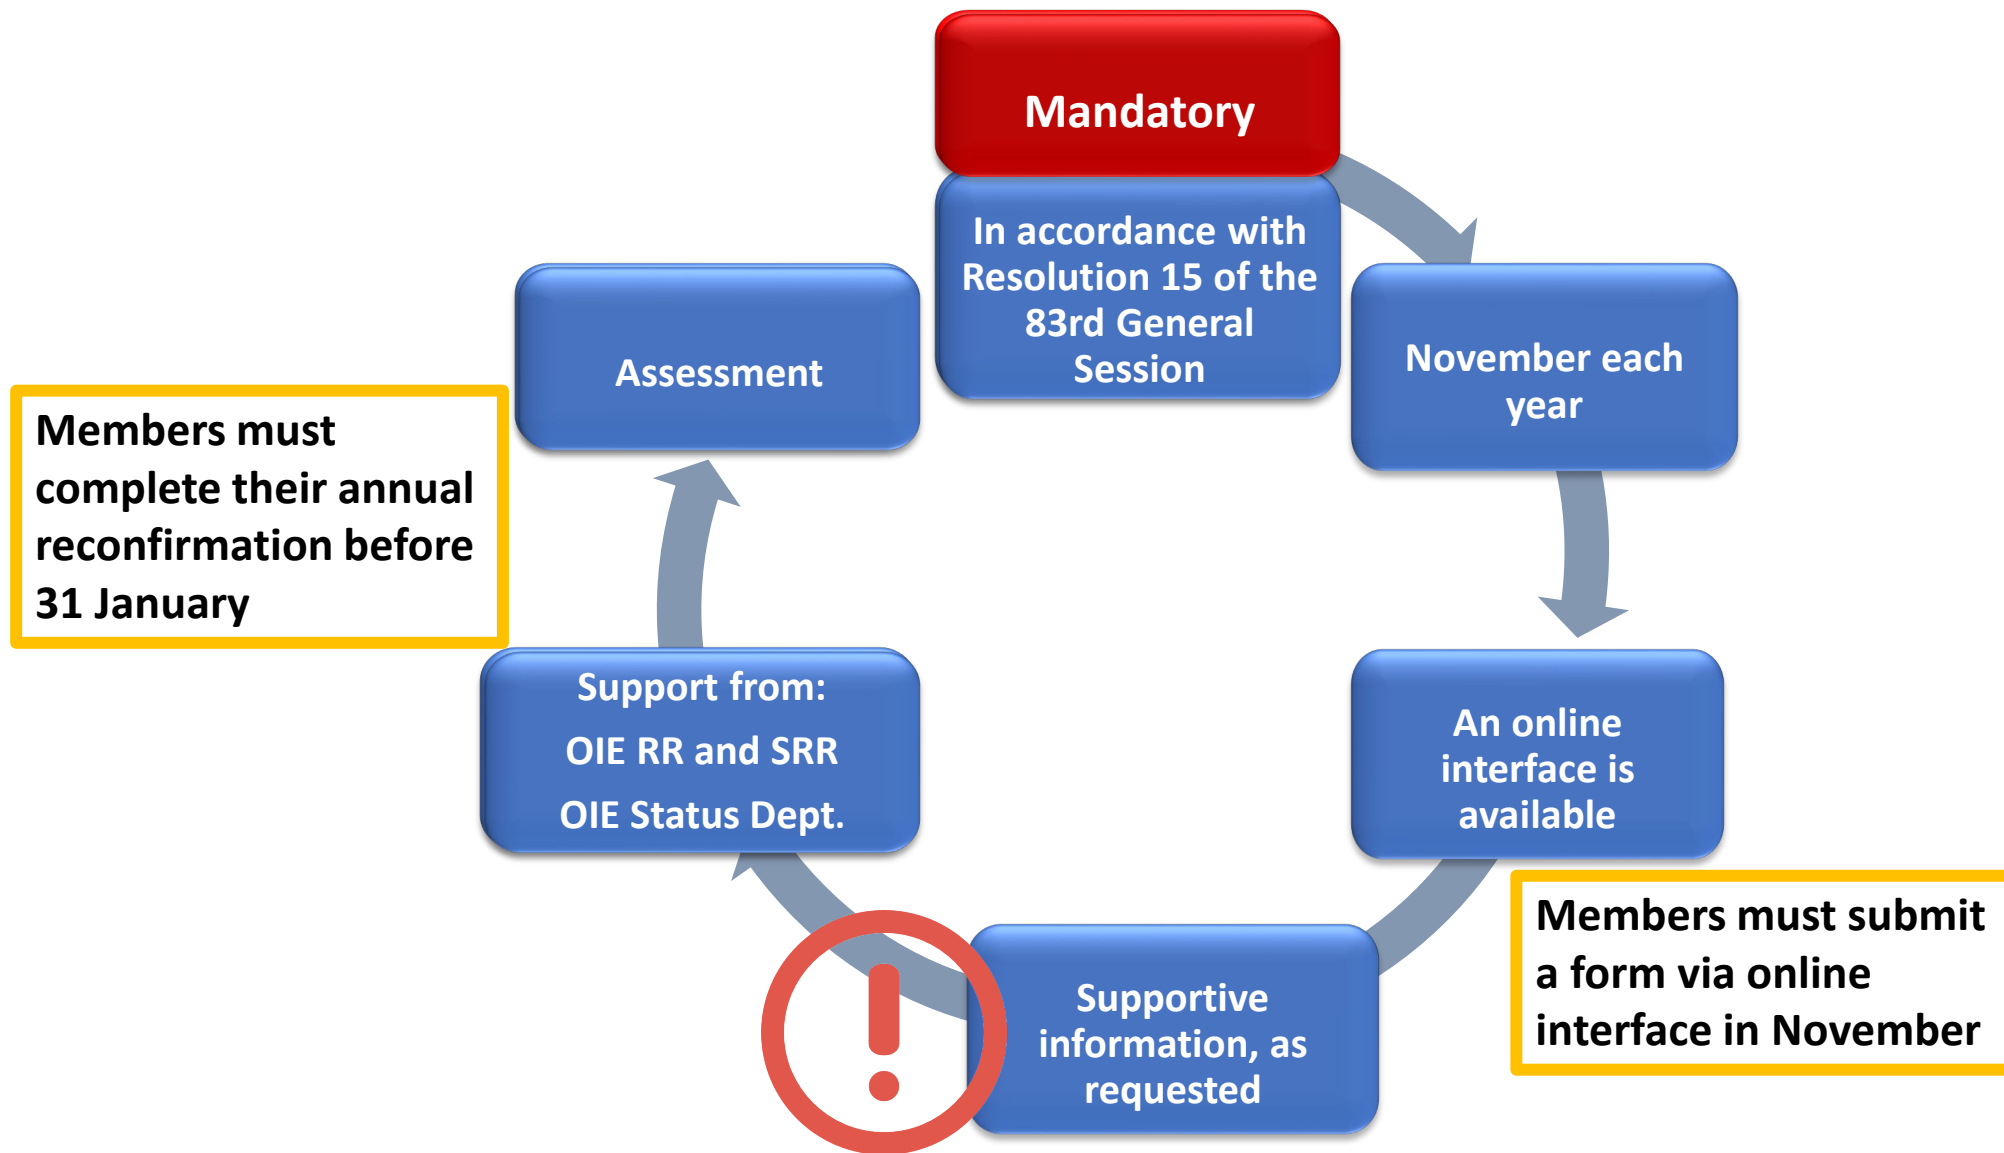 Mandatory
In accordance with
Resolution 15 of the
83rd General
Session
November each
year
An online
interface is
available
Members must submit
a form via online
interface in November
Supportive
information, as
requested
Support from:
OIE RR and SRR
OIE Status Dept.
Members must
complete their annual
reconfirmation before
31 January
Assessment